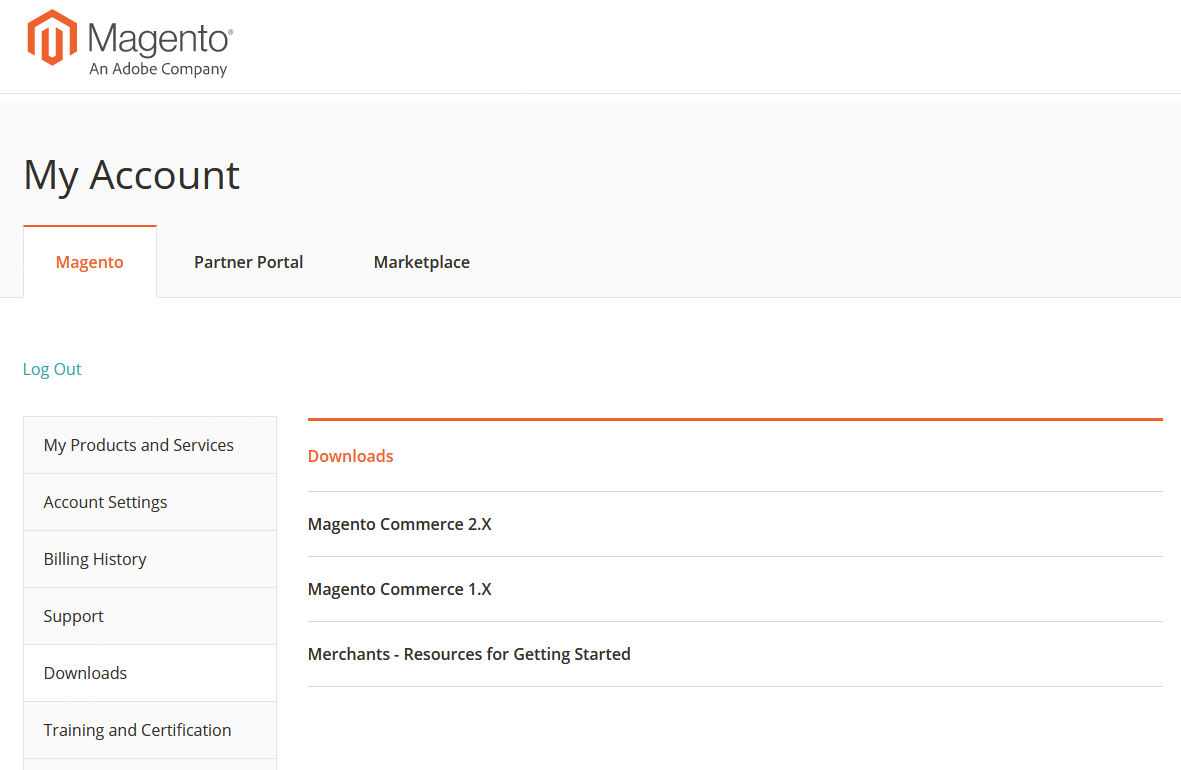 Magento®
An Adobe Company
My Account
Magento
Partner Portal
Marketplace
Log Out
My Products and Services
Account Settings
Billing History
Support
Downloads
Training and Certification
Downloads
Magento Commerce 2.X
Magento Commerce 1.X
Merchants - Resources for Getting Started